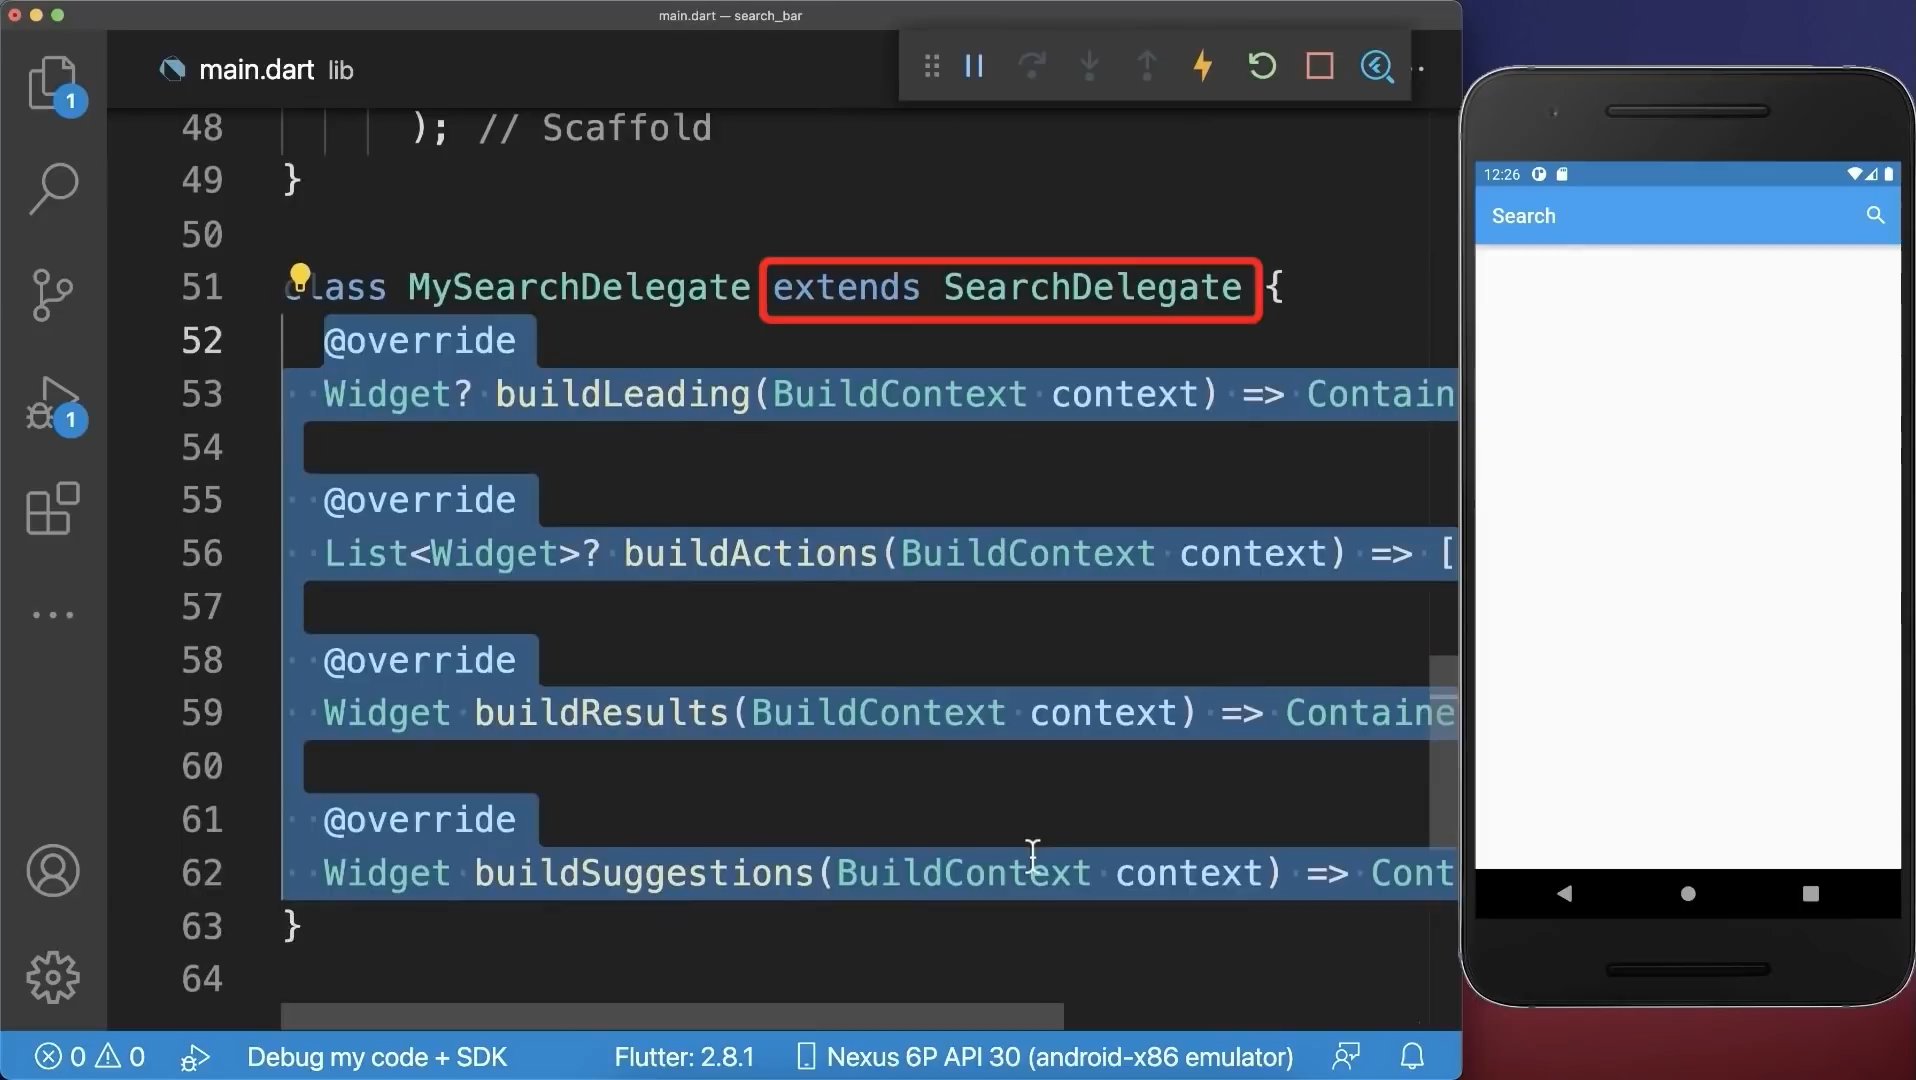 main.dart — search_bar
main.dart lib
48 ); // Scaffold
49 }
50
51 class MySearchDelegate extends SearchDelegate {
52 @override
53 Widget? buildLeading(BuildContext context) => Contain
54
55 @override
56 List<Widget>? buildActions(BuildContext context) => [
57
58 @override
59 Widget buildResults(BuildContext context) => Containe
60
61 @override
62 Widget buildSuggestions(BuildContext context) => Cont
63 }
64
1
1
0 0 Debug my code + SDK Flutter: 2.8.1 Nexus 6P API 30 (android-x86 emulator)
12:26
Search